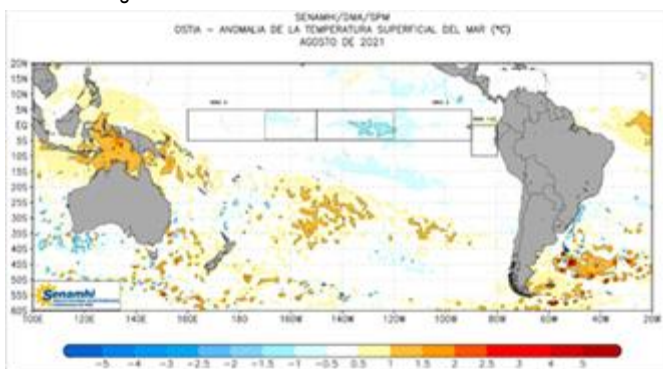 SENAMHI/DMA/SPM
OSTIA - ANOMALIA DE LA TEMPERATURA SUPERFICIAL DEL MAR (°C)
AGOSTO DE 2021
20N
15N
10N
5N
EQ
5S
10S
15S
20S
25S
30S
35S
40S
45S
50S
55S
60S
Senamhi
100E 120E 140E 160E 180 160W 140W 120W 100W 80W 60W 40W 20W
-5 -4 -3 -2.5 -2 -1.5 -1 -0.5 0.5 1 1.5 2 2.5 3 4 5